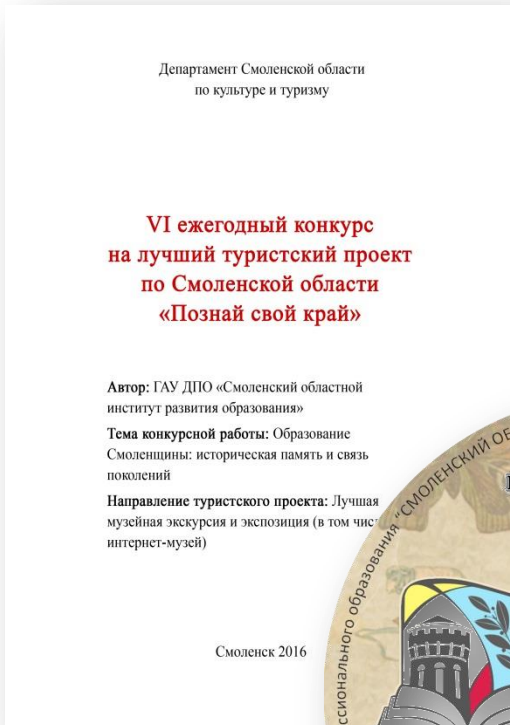 Департамент Смоленской области
по культуре и туризму
VI ежегодный конкурс
на лучший туристский проект
по Смоленской области
«Познай свой край»
Автор: ГАУ ДПО «Смоленский областной
институт развития образования»
Тема конкурсной работы: Образование
Смоленщины: историческая память и связь
поколений
Направление туристского проекта: Лучшая
музейная экскурсия и экспозиция (в том
интернет-музей)
Смоленск 2016
образования "СМОЛЕНСКИЙ